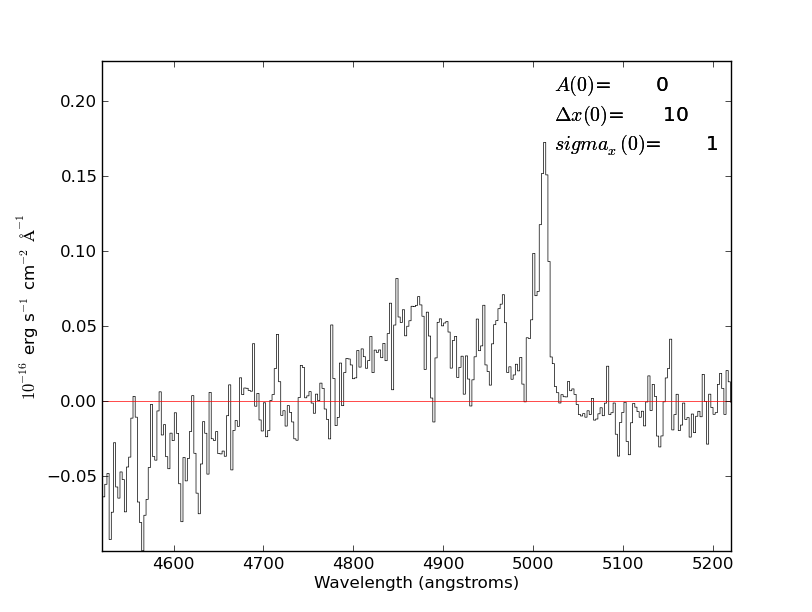 A(0)= 0
Δx(0)= 10
sigmaₓ(0)= 1
0.20
0.15
0.10
0.05
0.00
−0.05
10⁻¹⁶ erg s⁻¹ cm⁻² Å⁻¹
4600 4700 4800 4900 5000 5100 5200
Wavelength (angstroms)